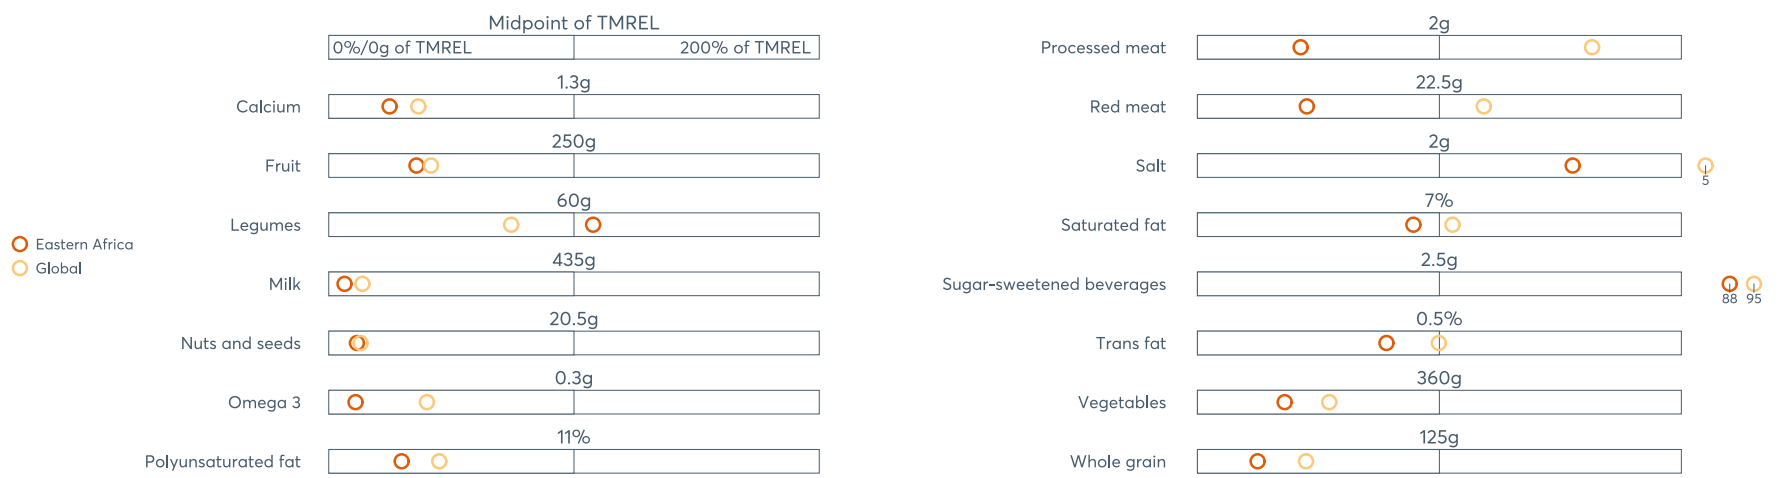 Midpoint of TMREL
0%/0g of TMREL 200% of TMREL
1.3g
Calcium
250g
Fruit
60g
Legumes
435g
Milk
20.5g
Nuts and seeds
0.3g
Omega 3
11%
Polyunsaturated fat
Eastern Africa
Global
2g
Processed meat
22.5g
Red meat
2g
Salt
5
7%
Saturated fat
2.5g
Sugar-sweetened beverages
88 95
0.5%
Trans fat
360g
Vegetables
125g
Whole grain